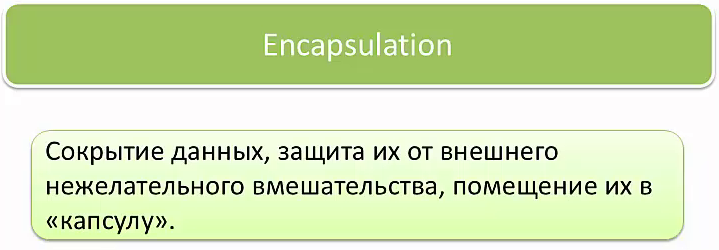 Encapsulation
Сокрытие данных, защита их от внешнего
нежелательного вмешательства, помещение их в
«капсулу».